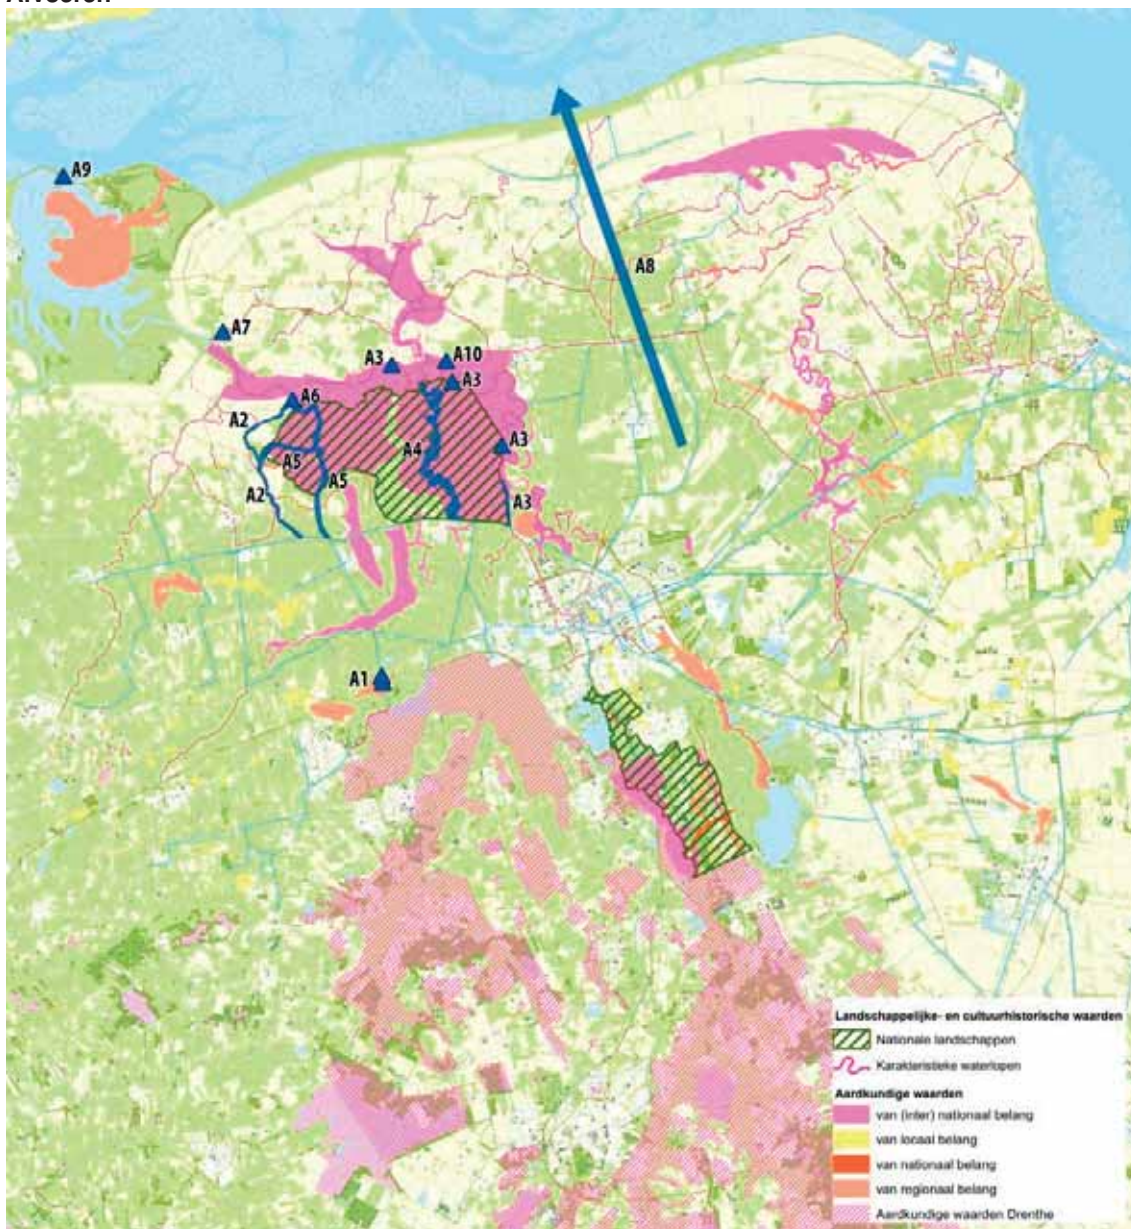 Afvoeren
A9
A8
A7
A3
A10
A3
A6
A2
A3
A4
A5
A2
A5
A3
A1
Landschappelijke- en cultuurhistorische waarden
Nationale landschappen
Karakteristieke waterlopen
Aardkundige waarden
van (inter) nationaal belang
van locaal belang
van nationaal belang
van regionaal belang
Aardkundige waarden Drenthe